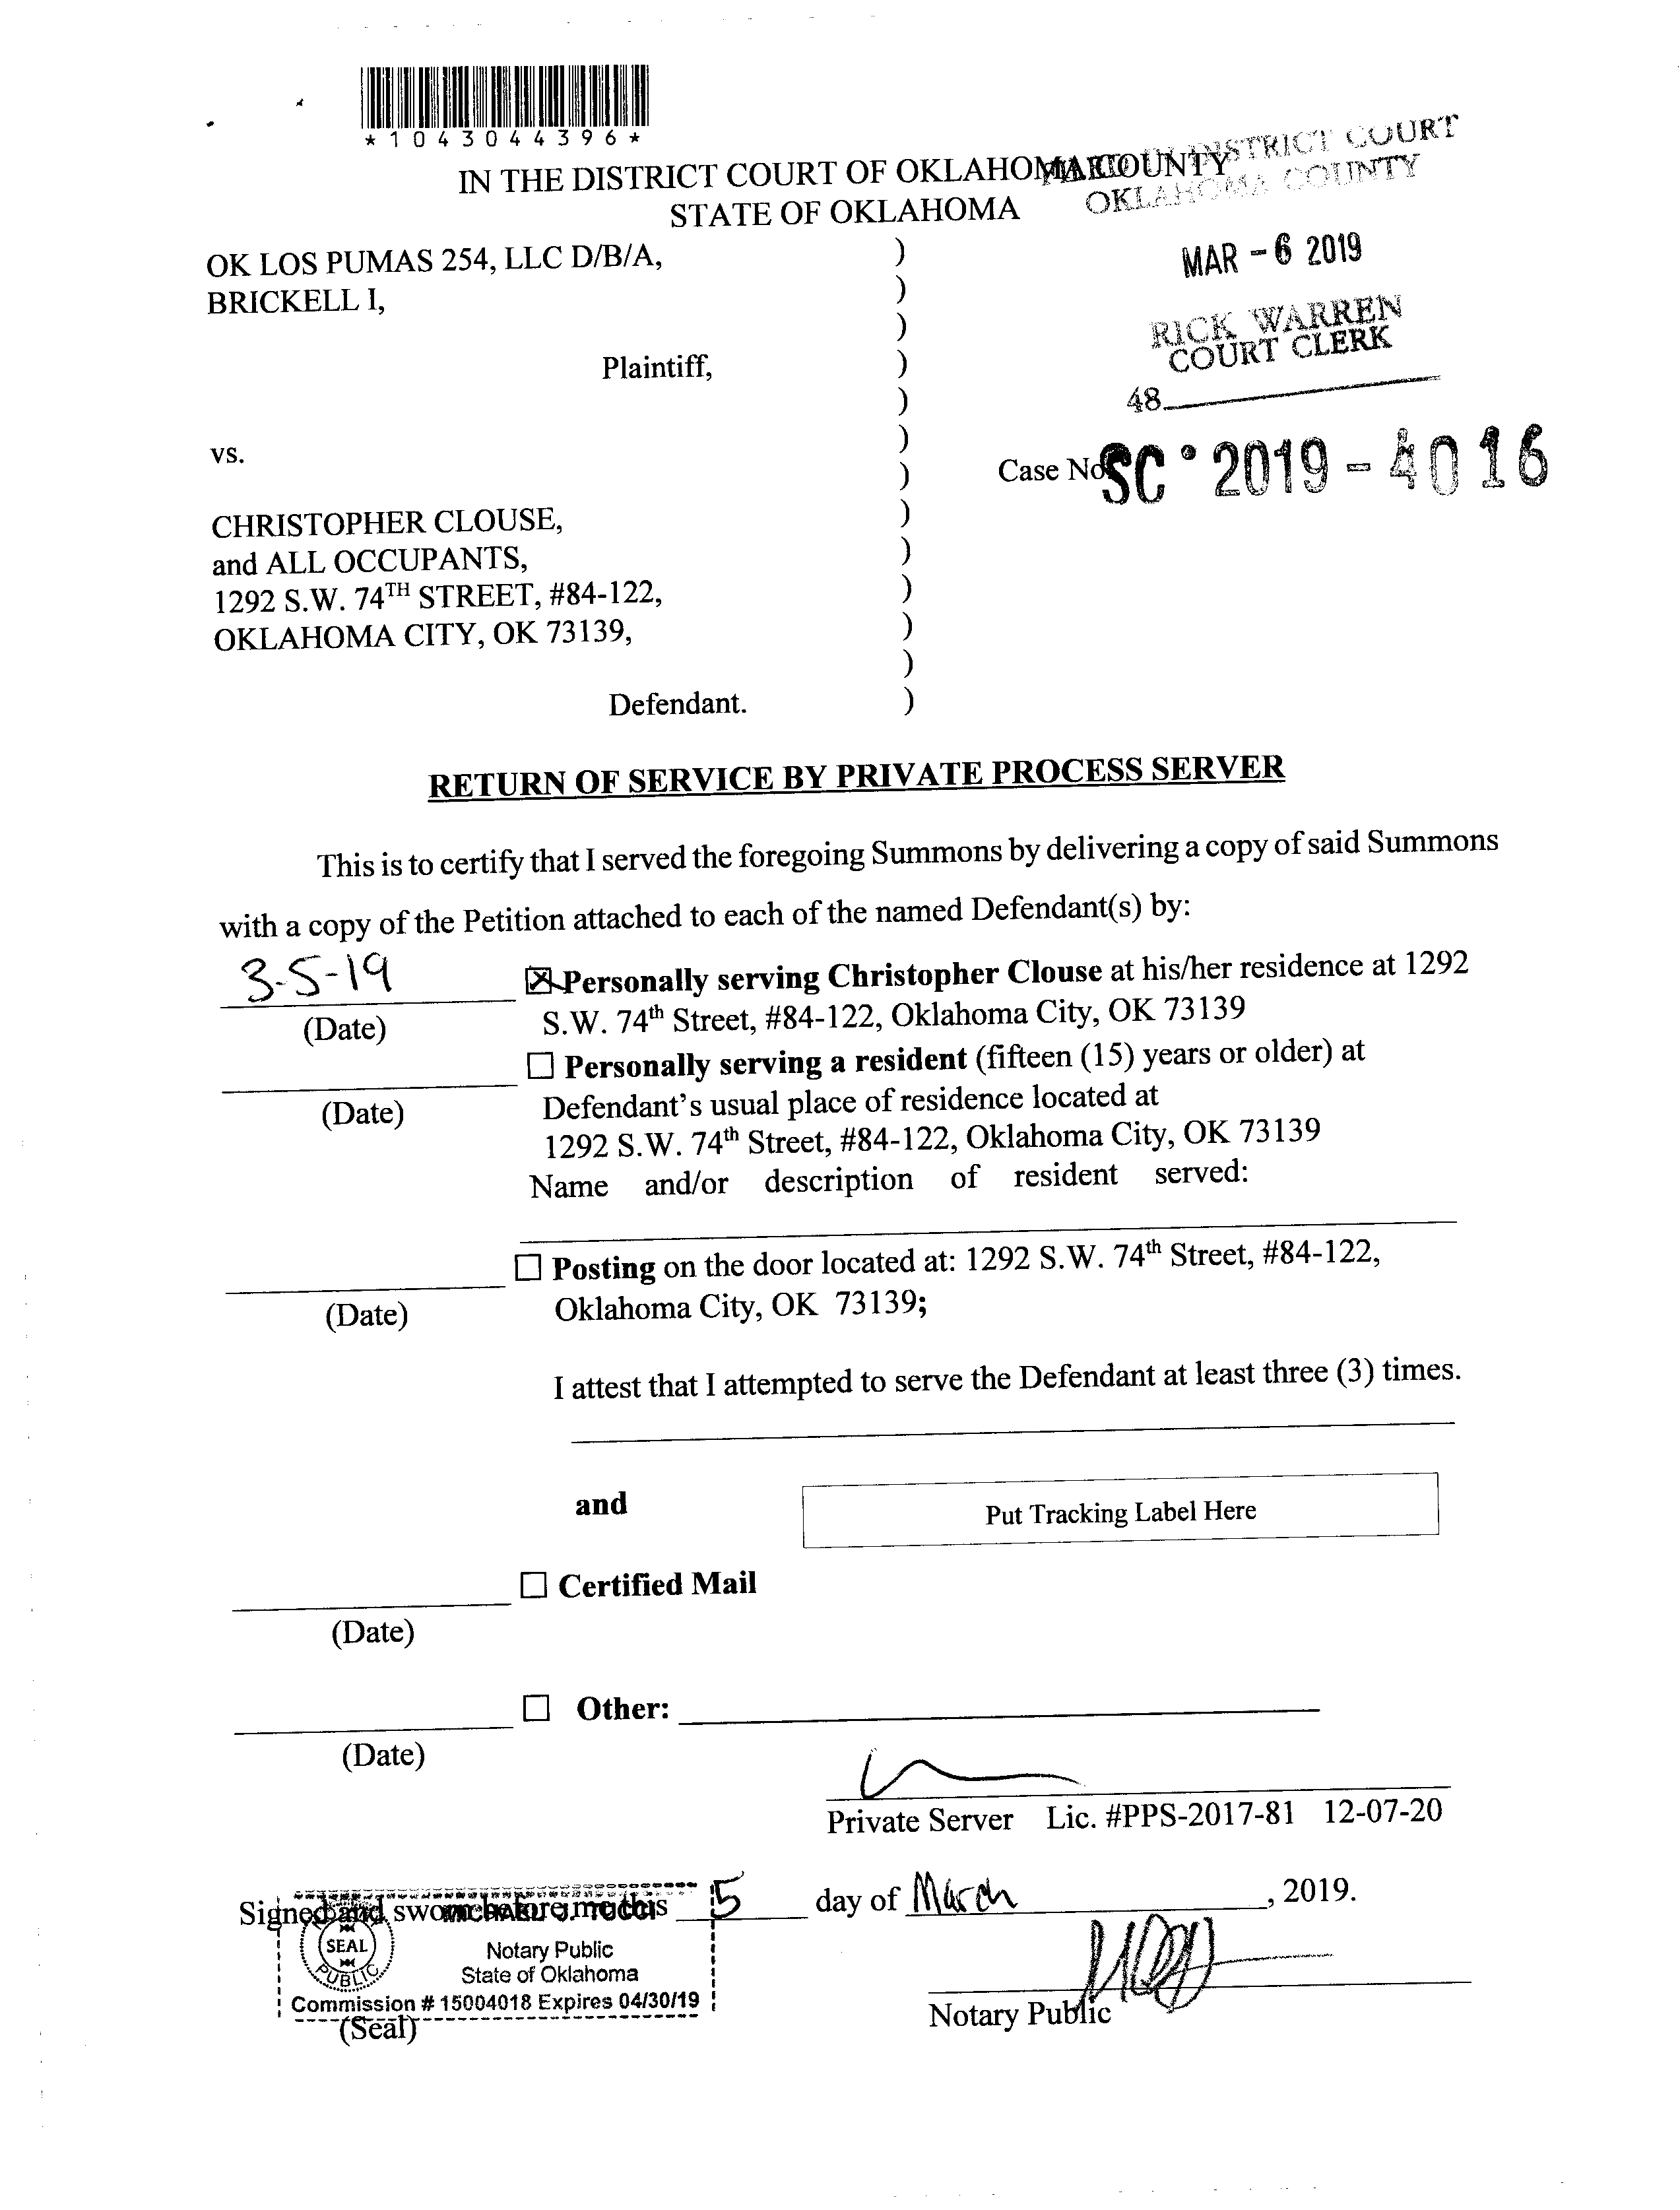 *1043044396*
IN THE DISTRICT COURT OF OKLAHOMA COUNTY
STATE OF OKLAHOMA
FILED IN DISTRICT COURT
OKLAHOMA COUNTY
MAR - 6 2019
RICK WARREN
COURT CLERK
48
OK LOS PUMAS 254, LLC D/B/A, )
BRICKELL I, )
)
Plaintiff, )
)
vs. )
) Case No. SC • 2019 - 4016
CHRISTOPHER CLOUSE, )
and ALL OCCUPANTS, )
1292 S.W. 74TH STREET, #84-122, )
OKLAHOMA CITY, OK 73139, )
)
Defendant. )
RETURN OF SERVICE BY PRIVATE PROCESS SERVER
This is to certify that I served the foregoing Summons by delivering a copy of said Summons
with a copy of the Petition attached to each of the named Defendant(s) by:
3-5-19
(Date)
☒ Personally serving Christopher Clouse at his/her residence at 1292
S.W. 74th Street, #84-122, Oklahoma City, OK 73139
☐ Personally serving a resident (fifteen (15) years or older) at
(Date)
Defendant's usual place of residence located at
1292 S.W. 74th Street, #84-122, Oklahoma City, OK 73139
Name and/or description of resident served:
☐ Posting on the door located at: 1292 S.W. 74th Street, #84-122,
(Date)
Oklahoma City, OK 73139;
I attest that I attempted to serve the Defendant at least three (3) times.
and
Put Tracking Label Here
☐ Certified Mail
(Date)
☐ Other:
(Date)
Private Server Lic. #PPS-2017-81 12-07-20
Signed and sworn before me this 5 day of March, 2019.
MICHAEL J. TUCCI
SEAL
PUBLIC
Notary Public
State of Oklahoma
Commission # 15004018 Expires 04/30/19
(Seal)
Notary Public